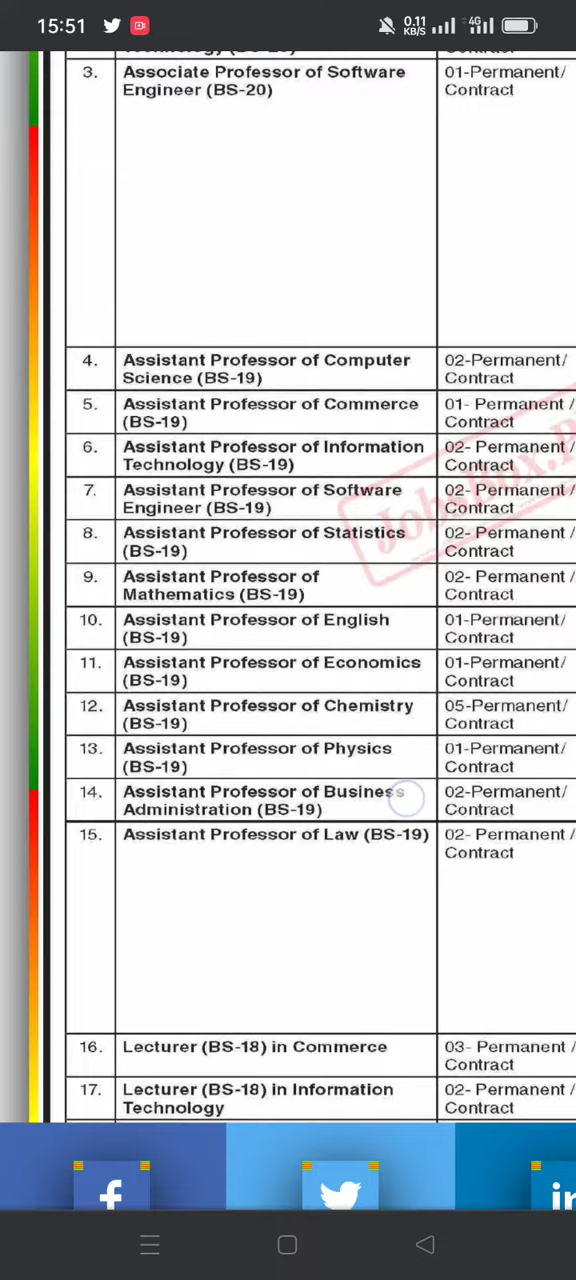 15:51
0.11
KB/S
4G
3. Associate Professor of Software 01-Permanent/
Engineer (BS-20) Contract
4. Assistant Professor of Computer 02-Permanent/
Science (BS-19) Contract
5. Assistant Professor of Commerce 01- Permanent /
(BS-19) Contract
6. Assistant Professor of Information 02- Permanent /
Technology (BS-19) Contract
7. Assistant Professor of Software 02- Permanent /
Engineer (BS-19) Contract
8. Assistant Professor of Statistics 02- Permanent /
(BS-19) Contract
9. Assistant Professor of 02- Permanent /
Mathematics (BS-19) Contract
10. Assistant Professor of English 01-Permanent/
(BS-19) Contract
11. Assistant Professor of Economics 01-Permanent/
(BS-19) Contract
12. Assistant Professor of Chemistry 05-Permanent/
(BS-19) Contract
13. Assistant Professor of Physics 01-Permanent/
(BS-19) Contract
14. Assistant Professor of Business 02-Permanent/
Administration (BS-19) Contract
15. Assistant Professor of Law (BS-19) 02- Permanent /
Contract
16. Lecturer (BS-18) in Commerce 03- Permanent /
Contract
17. Lecturer (BS-18) in Information 02- Permanent /
Technology Contract
JobsBox.P
f
in